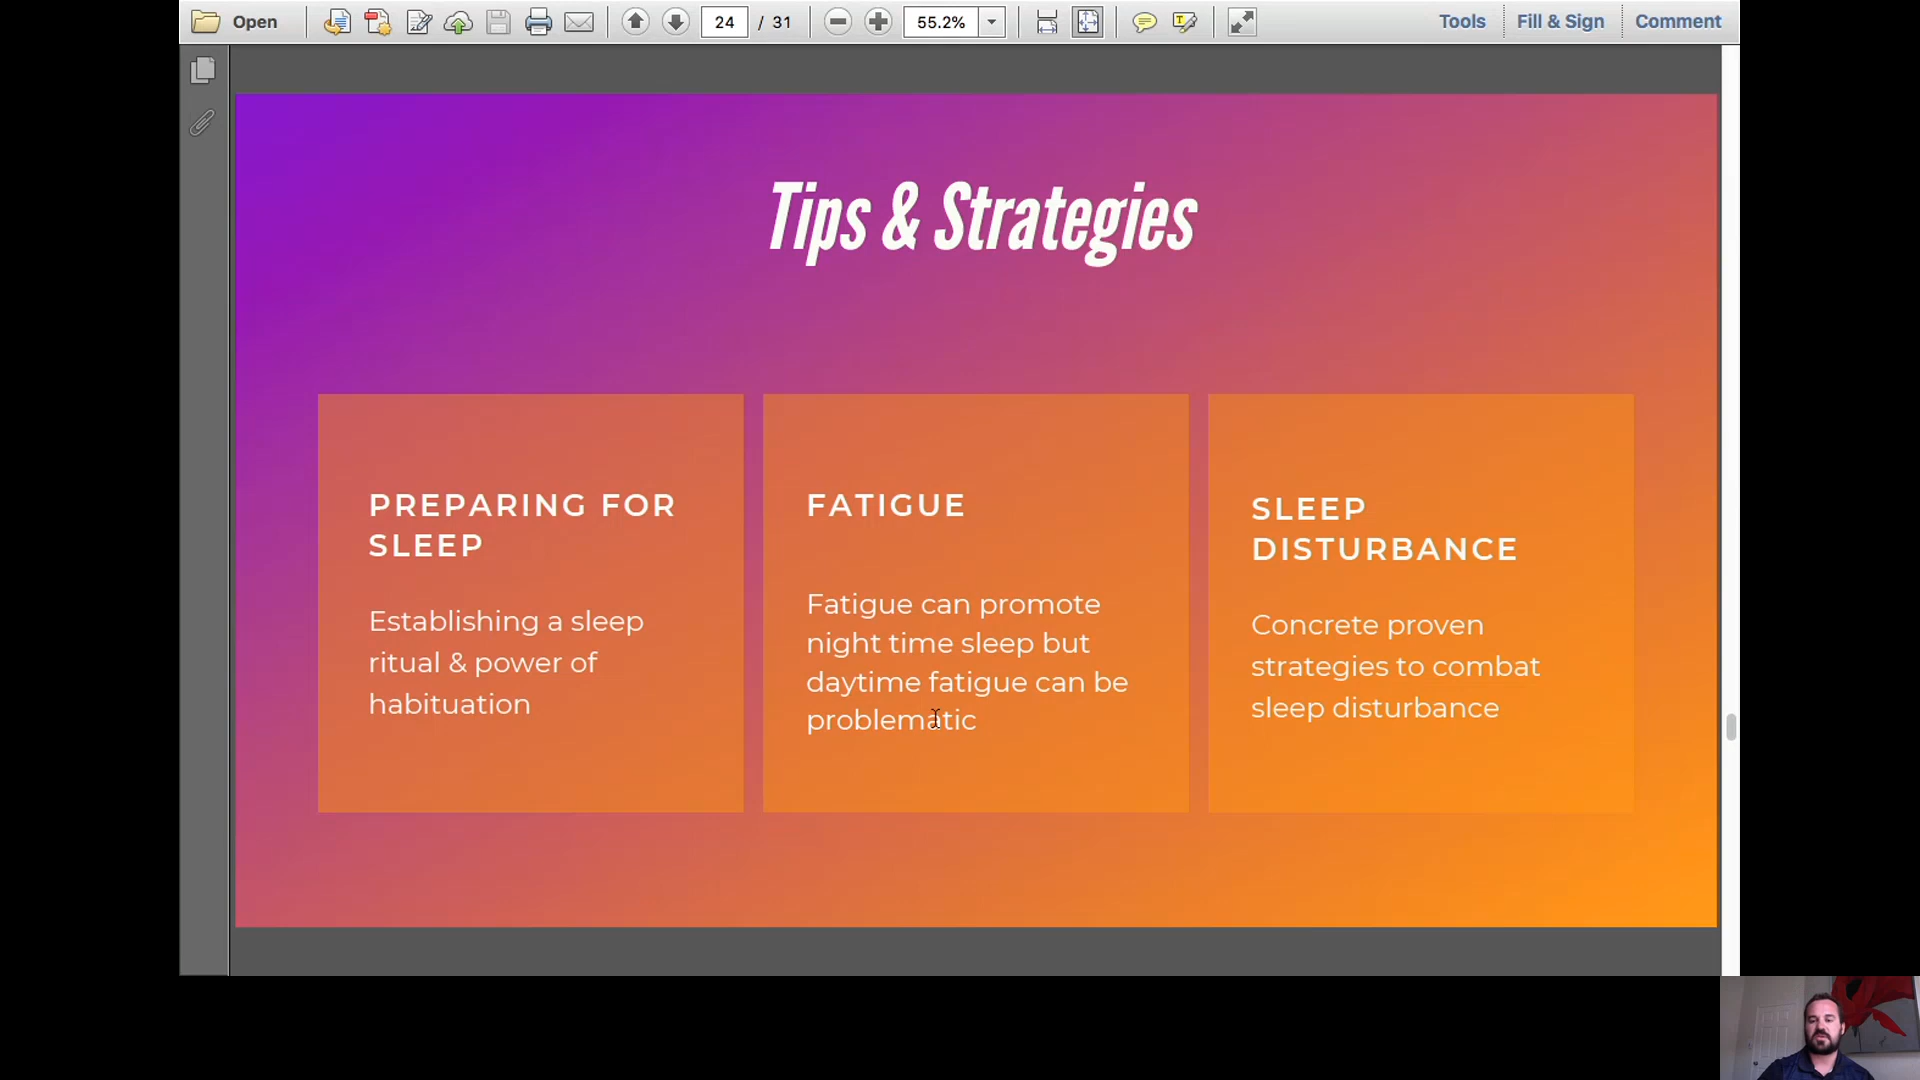 Open 24 / 31 55.2% Tools Fill & Sign Comment
Tips & Strategies
PREPARING FOR
SLEEP
Establishing a sleep
ritual & power of
habituation
FATIGUE
Fatigue can promote
night time sleep but
daytime fatigue can be
problematic
SLEEP
DISTURBANCE
Concrete proven
strategies to combat
sleep disturbance